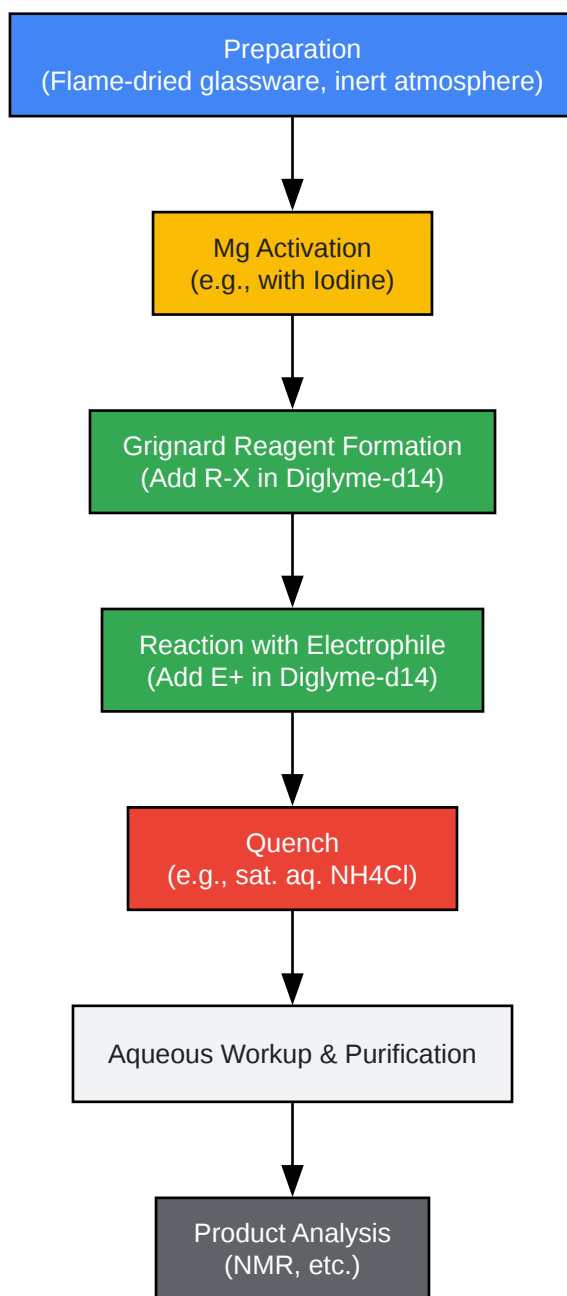 Preparation
(Flame-dried glassware, inert atmosphere)
Mg Activation
(e.g., with Iodine)
Grignard Reagent Formation
(Add R-X in Diglyme-d14)
Reaction with Electrophile
(Add E+ in Diglyme-d14)
Quench
(e.g., sat. aq. NH4Cl)
Aqueous Workup & Purification
Product Analysis
(NMR, etc.)